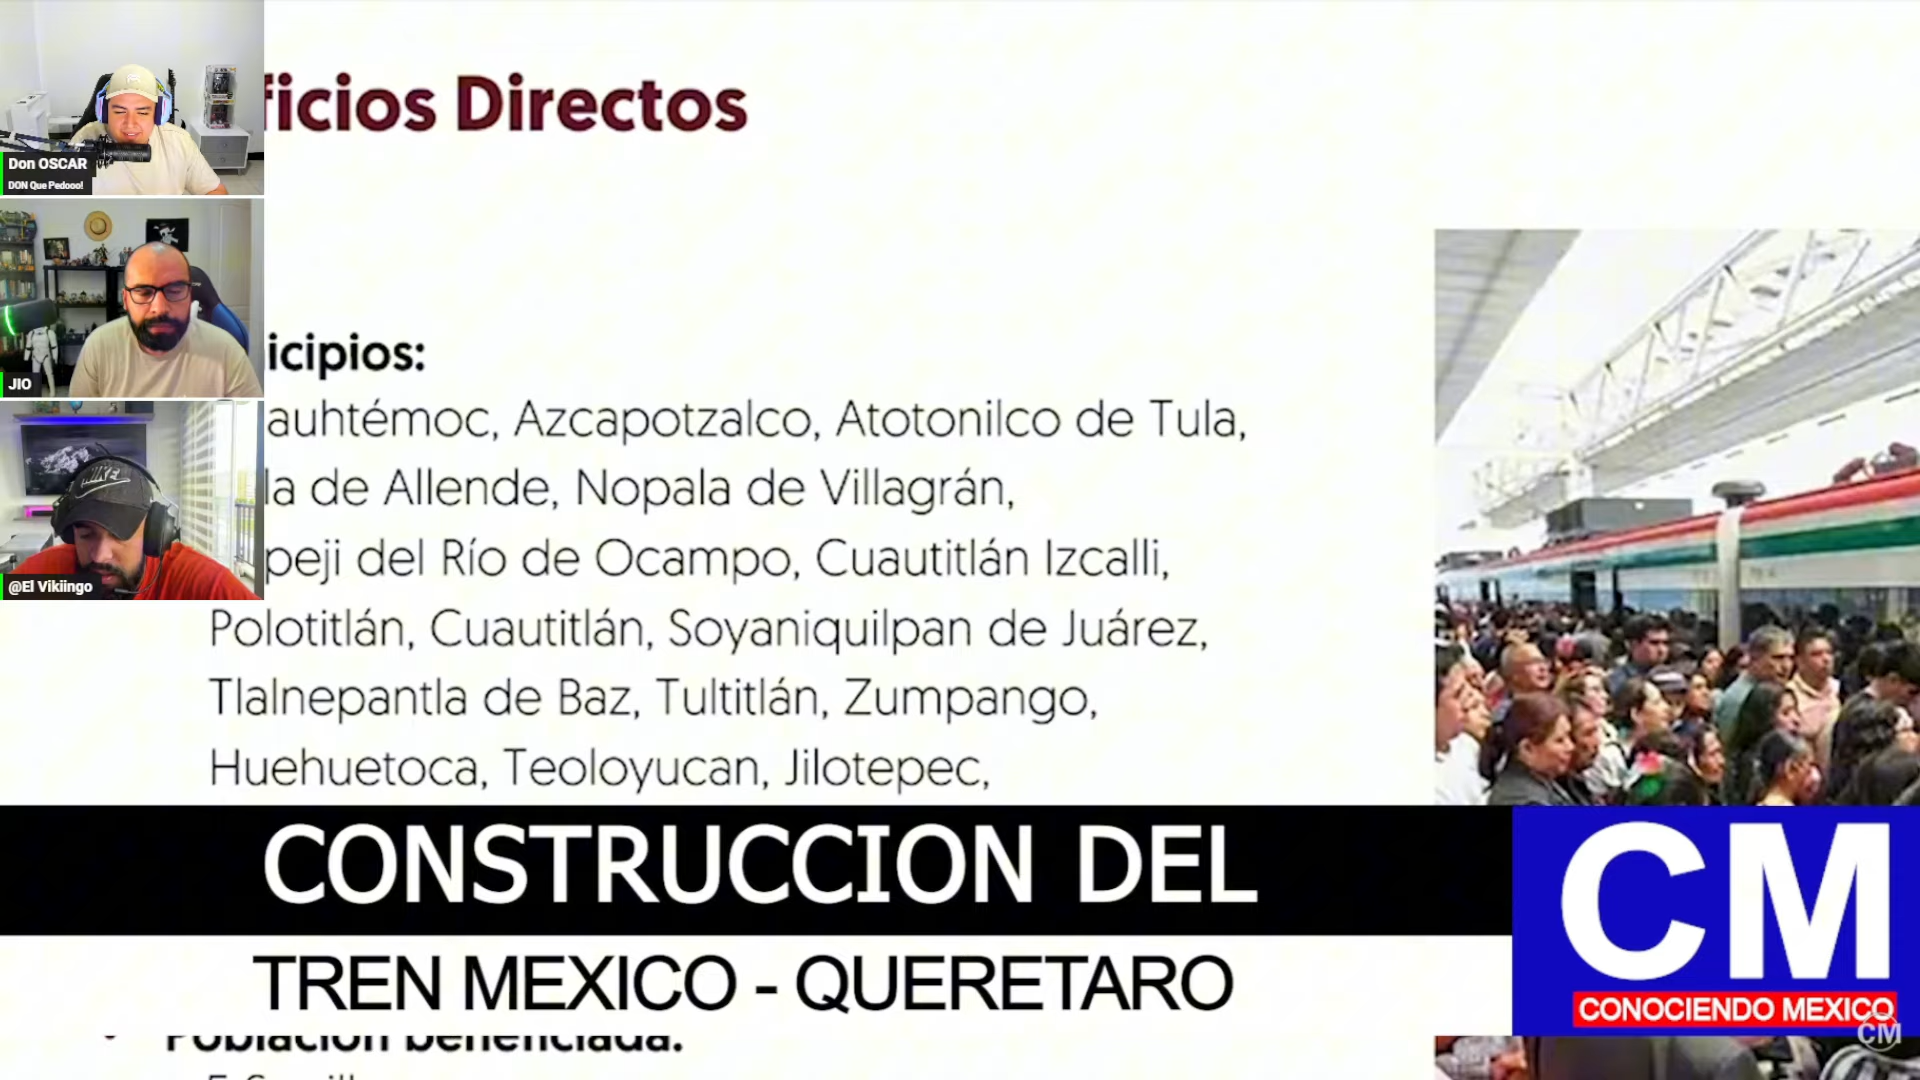 ficios Directos
Don OSCAR
DON Que Pedooo!
icipios:
JIO
auhtémoc, Azcapotzalco, Atotonilco de Tula,
la de Allende, Nopala de Villagrán,
NIKE
peji del Río de Ocampo, Cuautitlán Izcalli,
@El Vikiingo
Polotitlán, Cuautitlán, Soyaniquilpan de Juárez,
Tlalnepantla de Baz, Tultitlán, Zumpango,
Huehuetoca, Teoloyucan, Jilotepec,
CONSTRUCCION DEL
TREN MEXICO - QUERETARO
CM
CONOCIENDO MEXICO
CM
Población beneficiada: